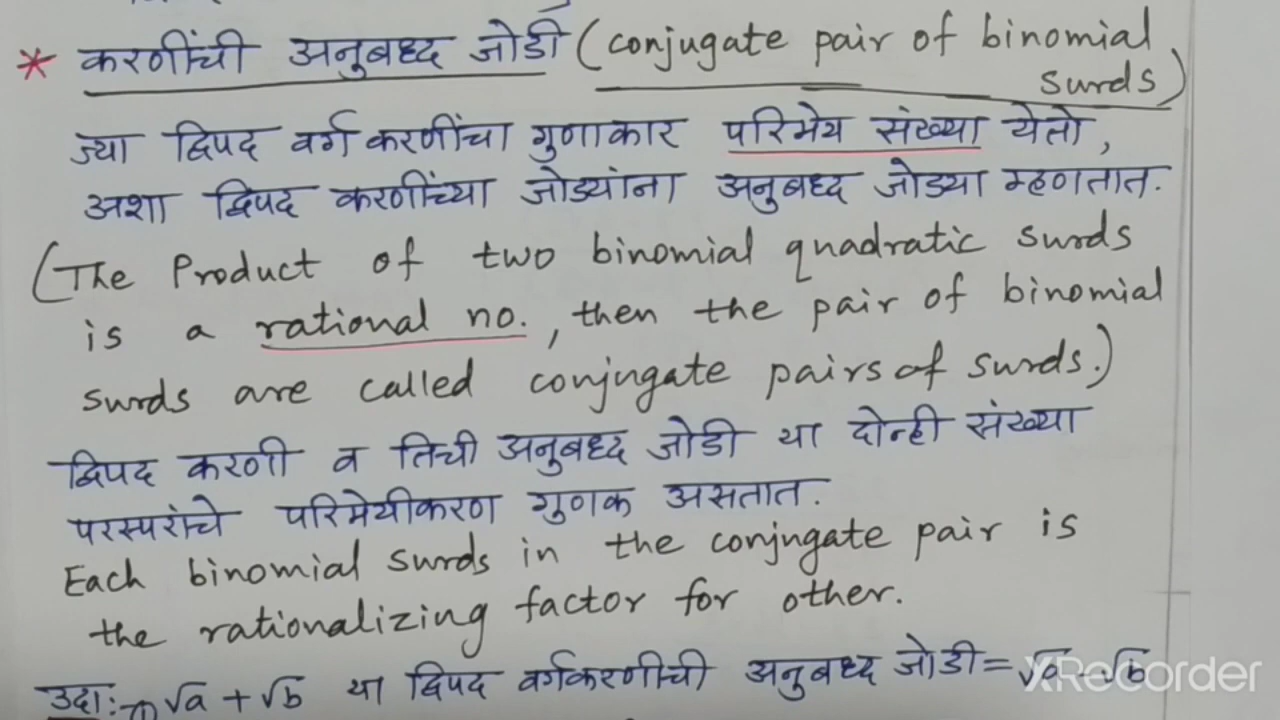 * करणींची अनुबध्द जोडी (conjugate pair of binomial
surds)
ज्या द्विपद वर्ग करणींचा गुणाकार परिमेय संख्या येतो,
अशा द्विपद करणींच्या जोड्यांना अनुबध्द जोड्या म्हणतात.
(The Product of two binomial quadratic surds
is a rational no., then the pair of binomial
surds are called conjugate pairs of surds.)
द्विपद करणी व तिची अनुबध्द जोडी या दोन्ही संख्या
परस्परांचे परिमेयीकरण गुणक असतात.
Each binomial surds in the conjugate pair is
the rationalizing factor for other.
उदा:- ① √a + √b या द्विपद वर्गकरणीची अनुबध्द जोडी = √a - √b
XRecorder